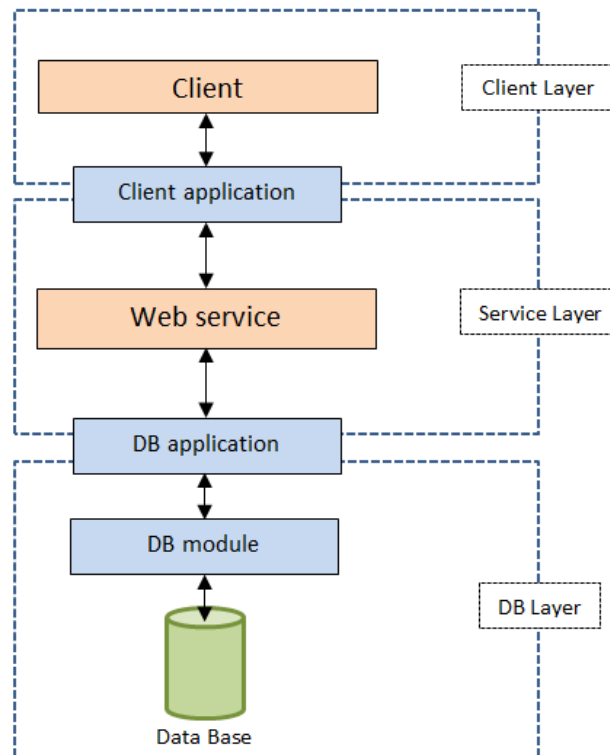 Client
Client Layer
Client application
Web service
Service Layer
DB application
DB module
DB Layer
Data Base